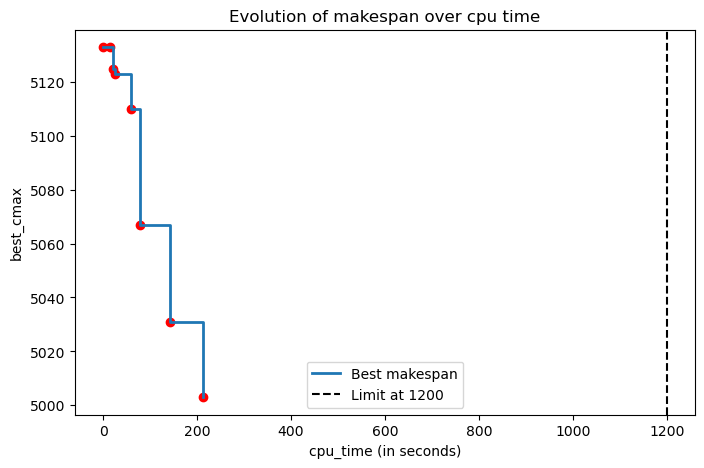 Evolution of makespan over cpu time
best_cmax
5120
5100
5080
5060
5040
5020
5000
Best makespan
Limit at 1200
0 200 400 600 800 1000 1200
cpu_time (in seconds)